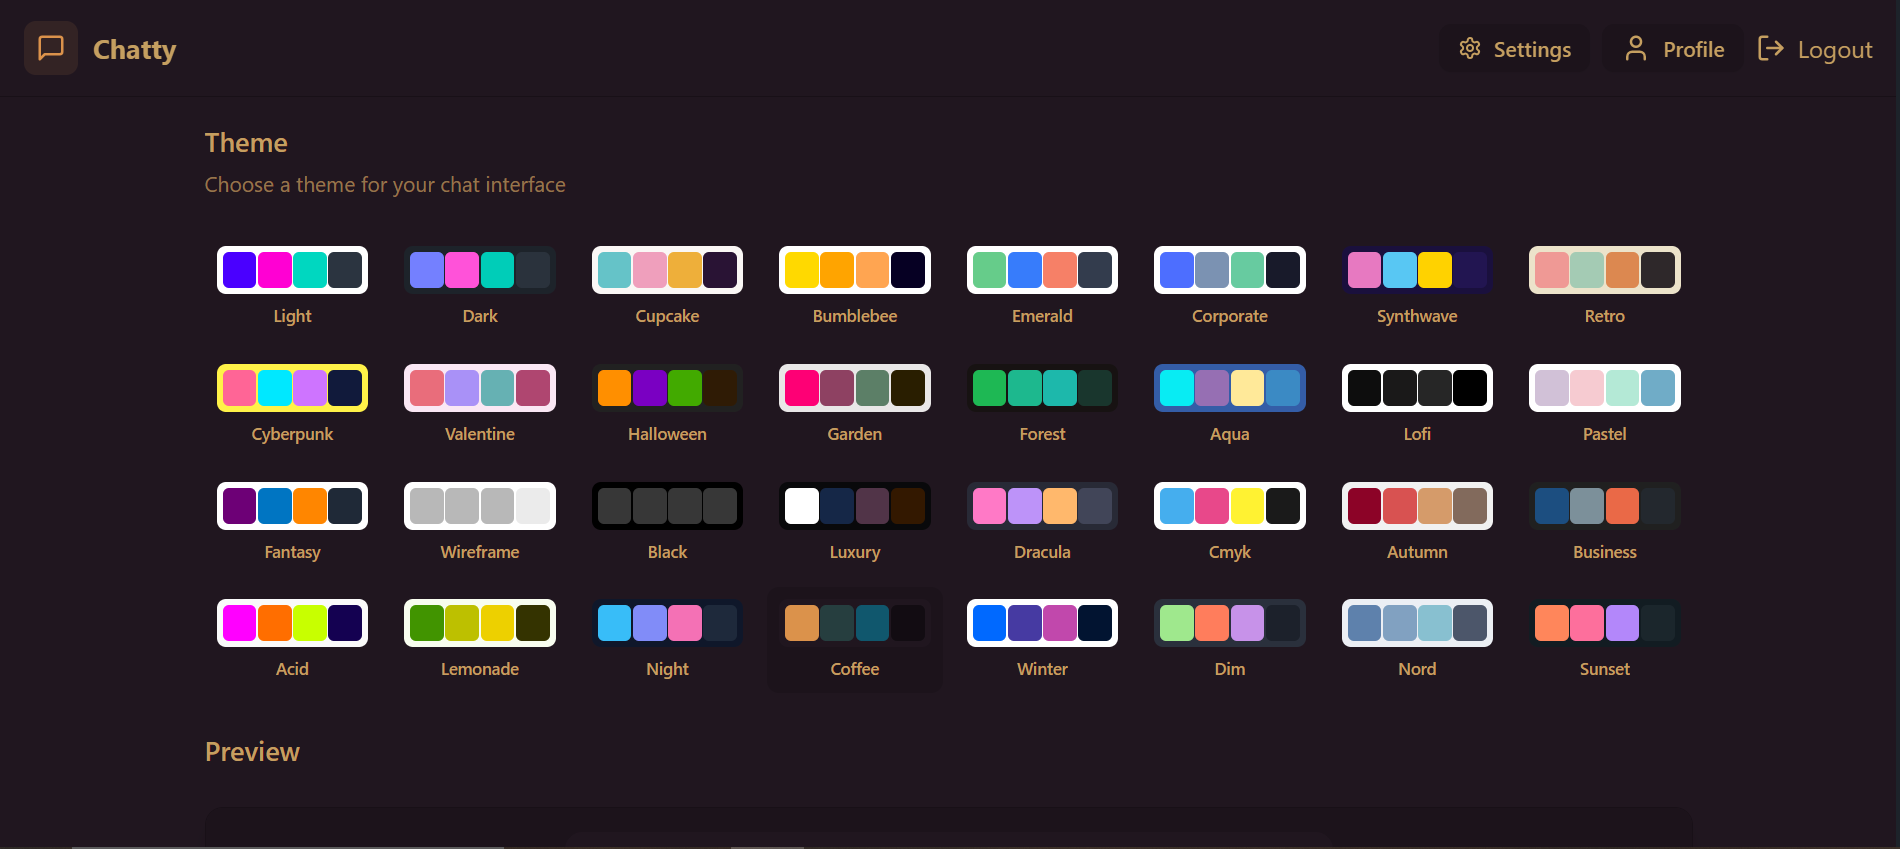 Chatty
Settings Profile Logout
Theme
Choose a theme for your chat interface
Light Dark Cupcake Bumblebee Emerald Corporate Synthwave Retro
Cyberpunk Valentine Halloween Garden Forest Aqua Lofi Pastel
Fantasy Wireframe Black Luxury Dracula Cmyk Autumn Business
Acid Lemonade Night Coffee Winter Dim Nord Sunset
Preview